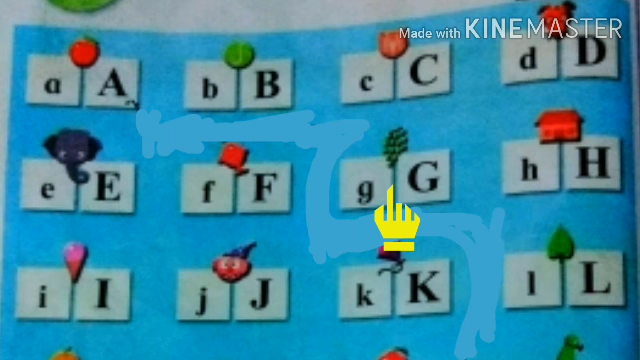 Made with KINEMASTER
a A b B c C d D
e E f F g G h H
i I j J k K l L